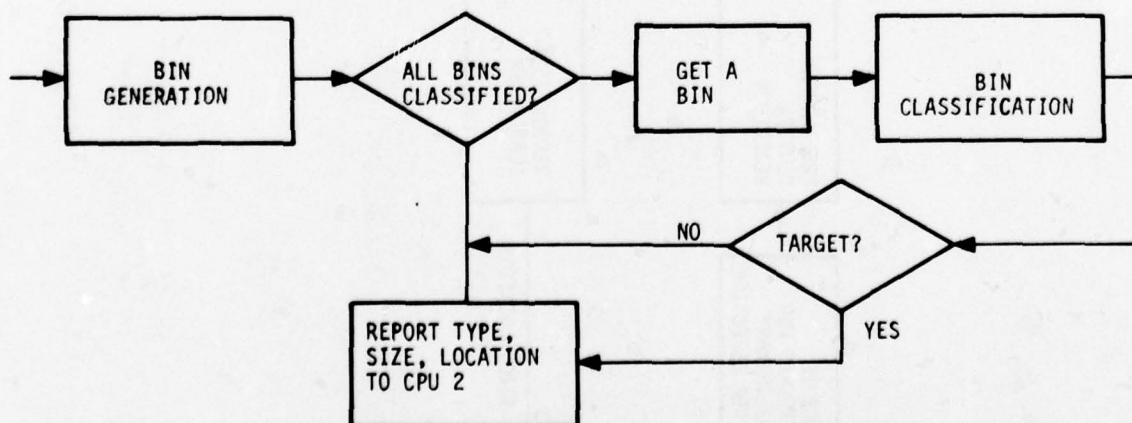 BIN
GENERATION
ALL BINS
CLASSIFIED?
GET A
BIN
BIN
CLASSIFICATION
NO
TARGET?
YES
REPORT TYPE,
SIZE, LOCATION
TO CPU 2